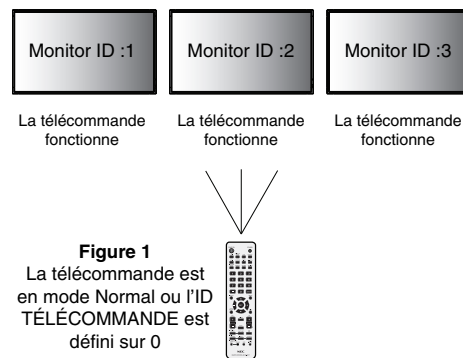 Monitor ID :1
Monitor ID :2
Monitor ID :3
La télécommande
fonctionne
La télécommande
fonctionne
La télécommande
fonctionne
Figure 1
La télécommande est
en mode Normal ou l’ID
TÉLÉCOMMANDE est
défini sur 0
NEC